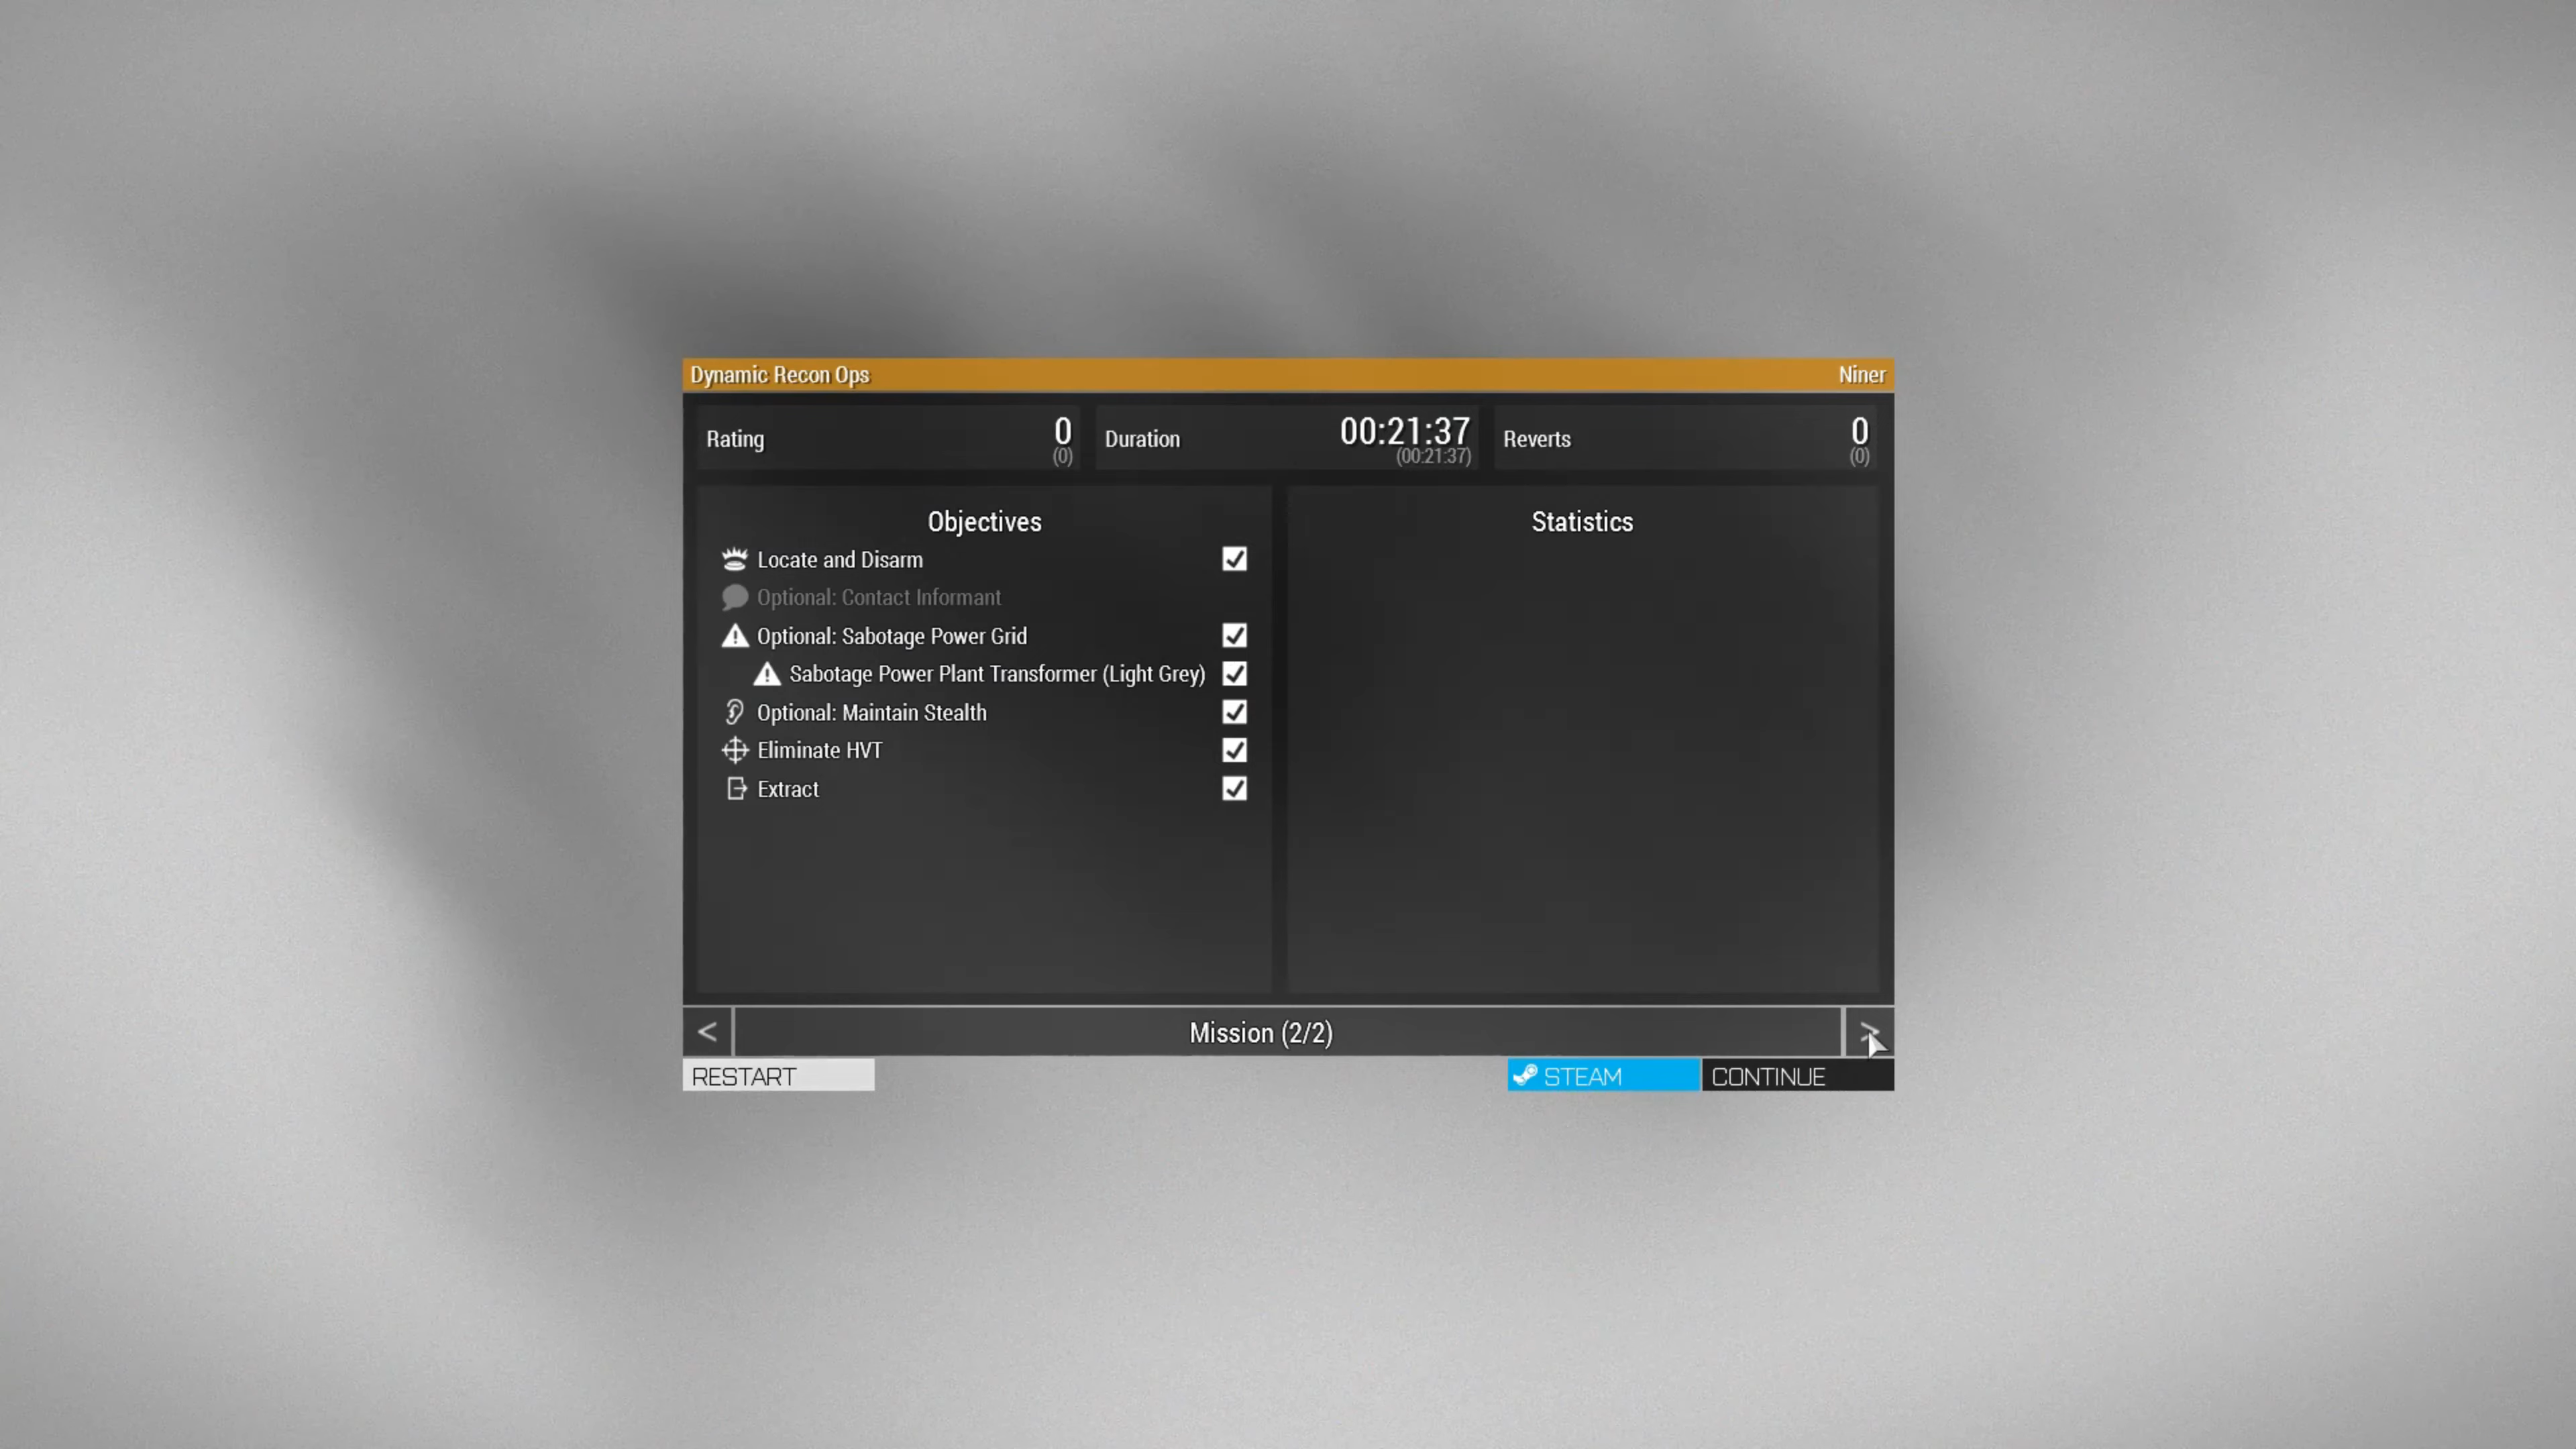 Dynamic Recon Ops
Niner
Rating
0
(0)
Duration
00:21:37
(00:21:37)
Reverts
0
(0)
Objectives
Locate and Disarm
Optional: Contact Informant
Optional: Sabotage Power Grid
Sabotage Power Plant Transformer (Light Grey)
Optional: Maintain Stealth
Eliminate HVT
Extract
Statistics
<
Mission (2/2)
>
RESTART
STEAM
CONTINUE